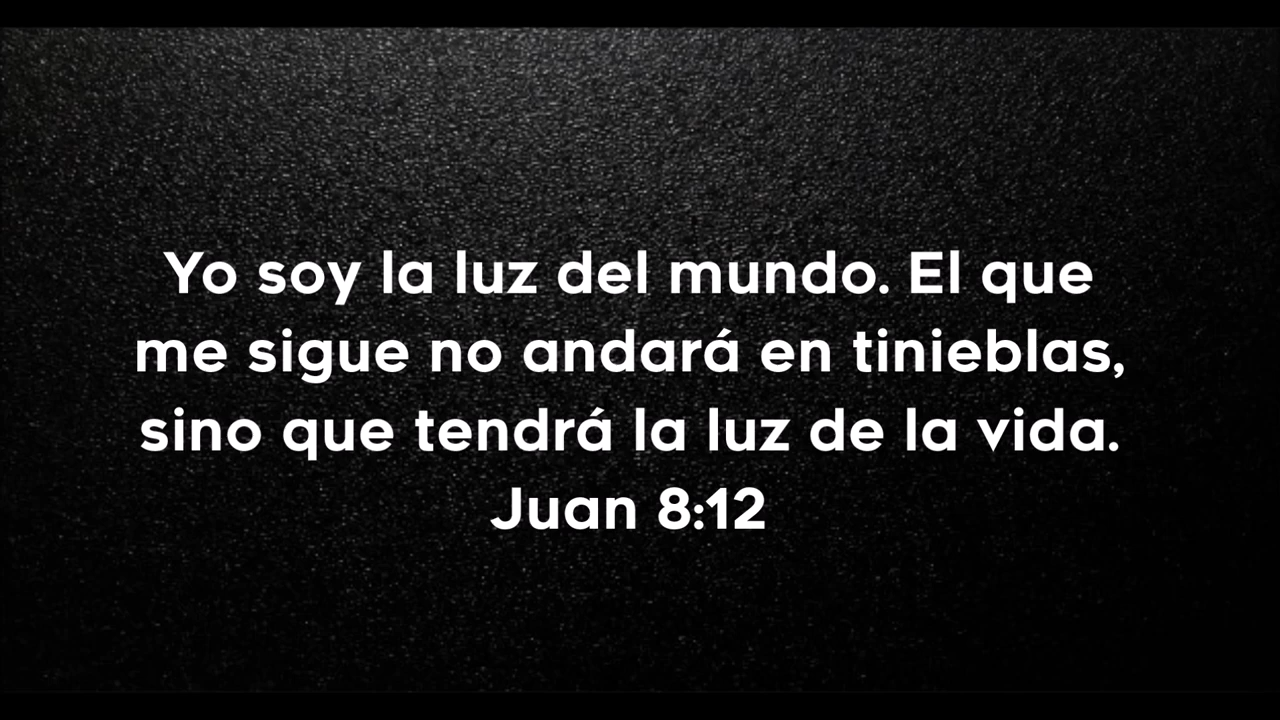 Yo soy la luz del mundo. El que
me sigue no andará en tinieblas,
sino que tendrá la luz de la vida.
Juan 8:12